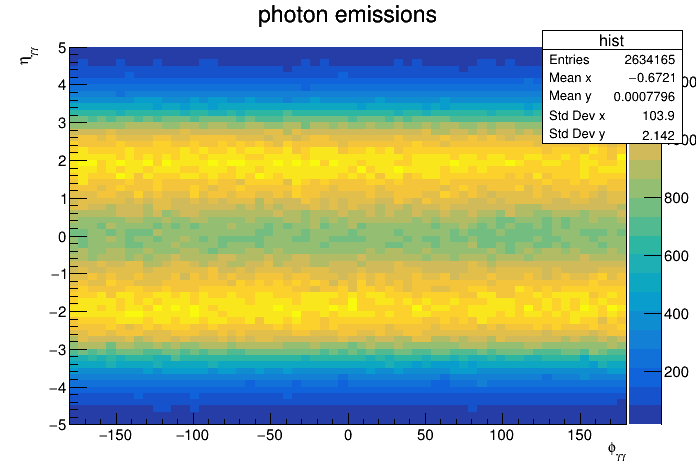 photon emissions
hist
Entries 2634165
Mean x −0.6721
Mean y 0.0007796
Std Dev x 103.9
Std Dev y 2.142
η_γγ
5
4
3
2
1
0
−1
−2
−3
−4
−5
−150 −100 −50 0 50 100 150
ϕ_γγ
800
600
400
200